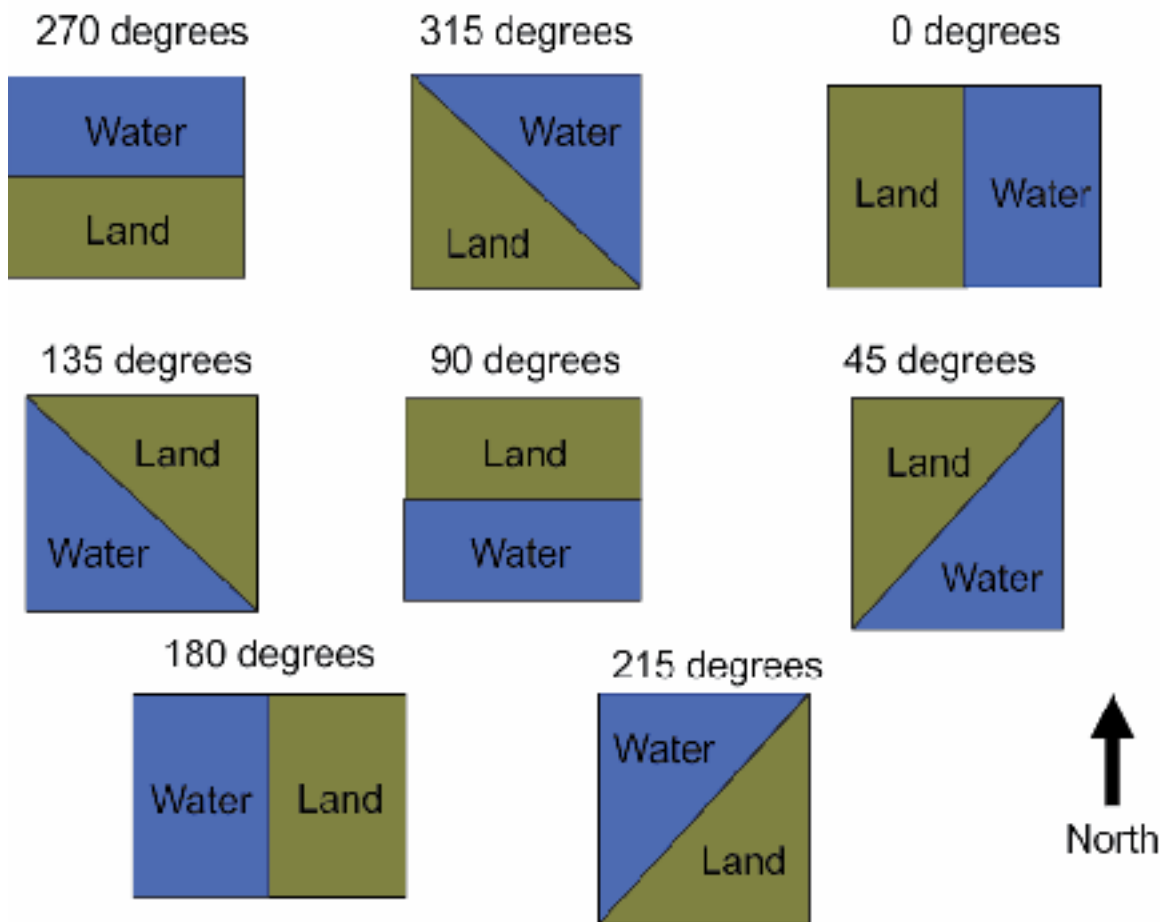 270 degrees
315 degrees
0 degrees
Water
Land
Water
Land
Land
Water
135 degrees
90 degrees
45 degrees
Land
Water
Land
Water
Land
Water
180 degrees
215 degrees
Water
Land
Water
Land
North